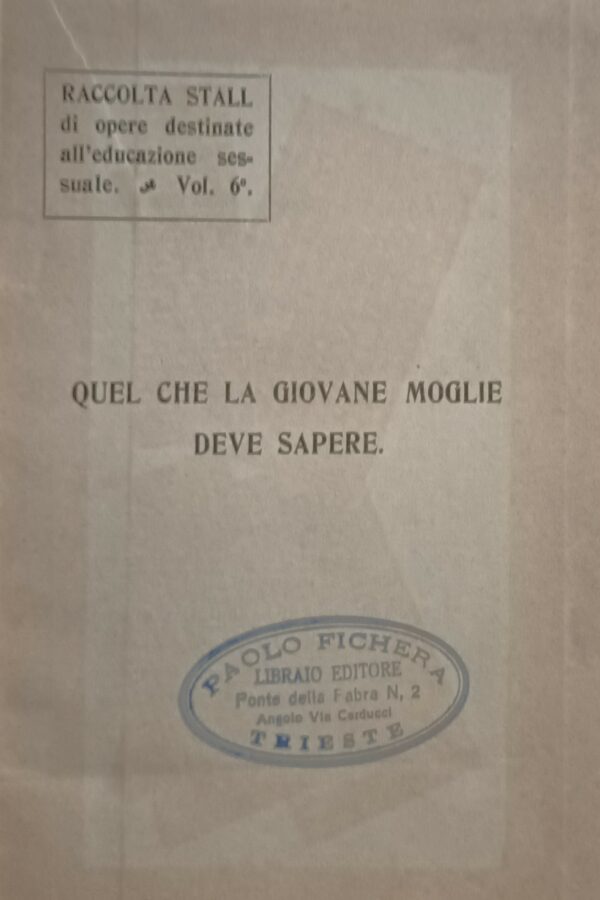 RACCOLTA STALL
di opere destinate
all'educazione ses-
suale. Vol. 6º.
QUEL CHE LA GIOVANE MOGLIE
DEVE SAPERE.
PAOLO FICHERA
LIBRAIO EDITORE
Ponte della Fabra N, 2
Angolo Via Carducci
TRIESTE